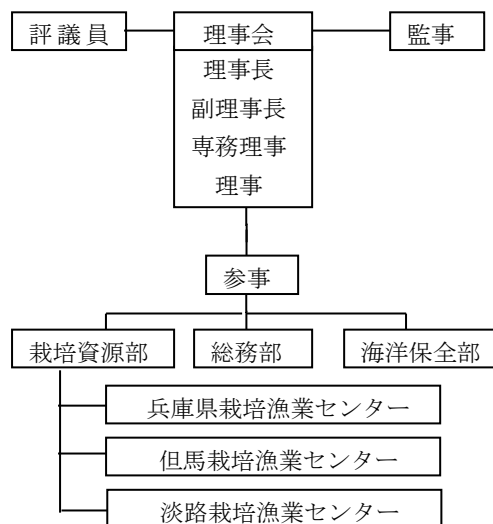 評議員
理事会
監事
理事長
副理事長
専務理事
理事
参事
栽培資源部
総務部
海洋保全部
兵庫県栽培漁業センター
但馬栽培漁業センター
淡路栽培漁業センター